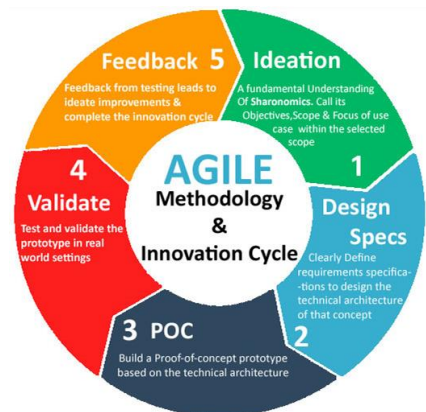 AGILE
Methodology
&
Innovation Cycle
Ideation
A fundamental Understanding
Of Sharonomics. Call its
Objectives,Scope & Focus of use
case within the selected
scope
1
Design
Specs
Clearly Define
requirements specifica-
-tions to design the
technical architecture
of that concept
2
3 POC
Build a Proof-of-concept prototype
based on the technical architecture
4
Validate
Test and validate the
prototype in real
world settings
Feedback 5
Feedback from testing leads to
ideate improvements &
complete the innovation cycle